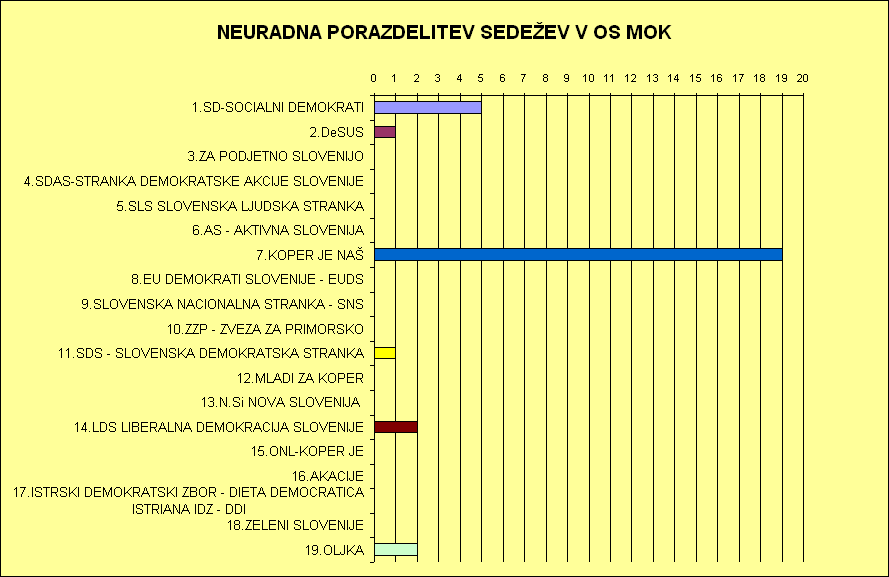 NEURADNA PORAZDELITEV SEDEŽEV V OS MOK
0 1 2 3 4 5 6 7 8 9 10 11 12 13 14 15 16 17 18 19 20
1.SD-SOCIALNI DEMOKRATI
2.DeSUS
3.ZA PODJETNO SLOVENIJO
4.SDAS-STRANKA DEMOKRATSKE AKCIJE SLOVENIJE
5.SLS SLOVENSKA LJUDSKA STRANKA
6.AS - AKTIVNA SLOVENIJA
7.KOPER JE NAŠ
8.EU DEMOKRATI SLOVENIJE - EUDS
9.SLOVENSKA NACIONALNA STRANKA - SNS
10.ZZP - ZVEZA ZA PRIMORSKO
11.SDS - SLOVENSKA DEMOKRATSKA STRANKA
12.MLADI ZA KOPER
13.N.Si NOVA SLOVENIJA
14.LDS LIBERALNA DEMOKRACIJA SLOVENIJE
15.ONL-KOPER JE
16.AKACIJE
17.ISTRSKI DEMOKRATSKI ZBOR - DIETA DEMOCRATICA
ISTRIANA IDZ - DDI
18.ZELENI SLOVENIJE
19.OLJKA